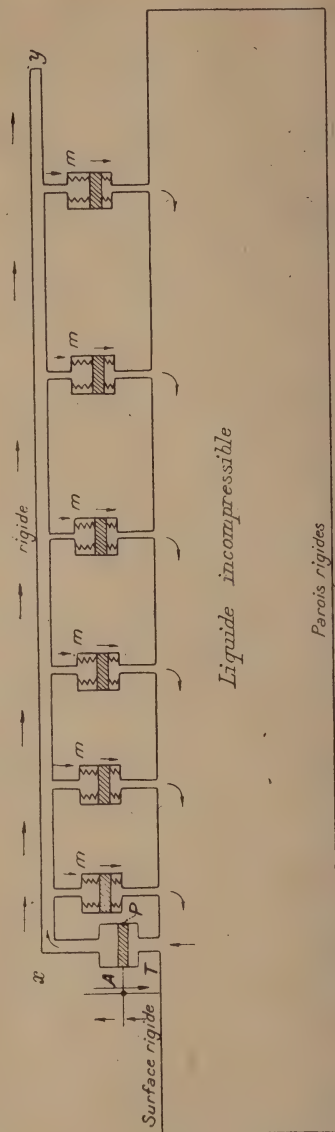 x
rigide
y
m
m
m
m
m
m
A
P
T
Surface rigide
Liquide incompressible
Parois rigides